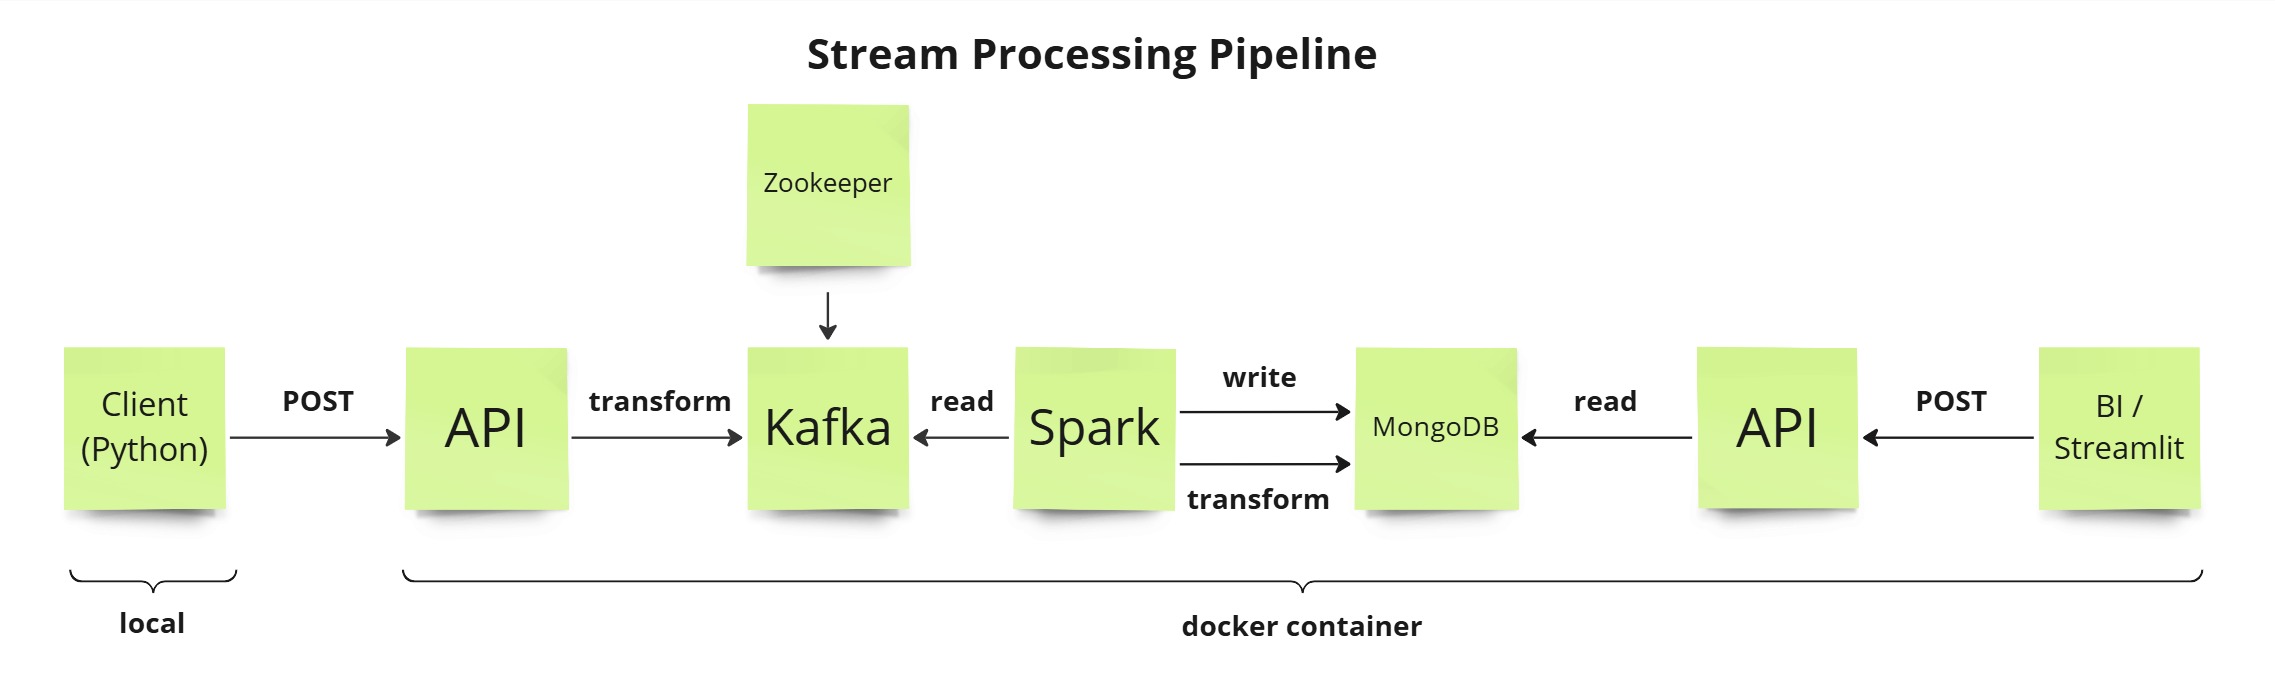 Stream Processing Pipeline
Zookeeper
Client
(Python)
POST
API
transform
Kafka
read
Spark
write
transform
MongoDB
read
API
POST
BI /
Streamlit
local
docker container